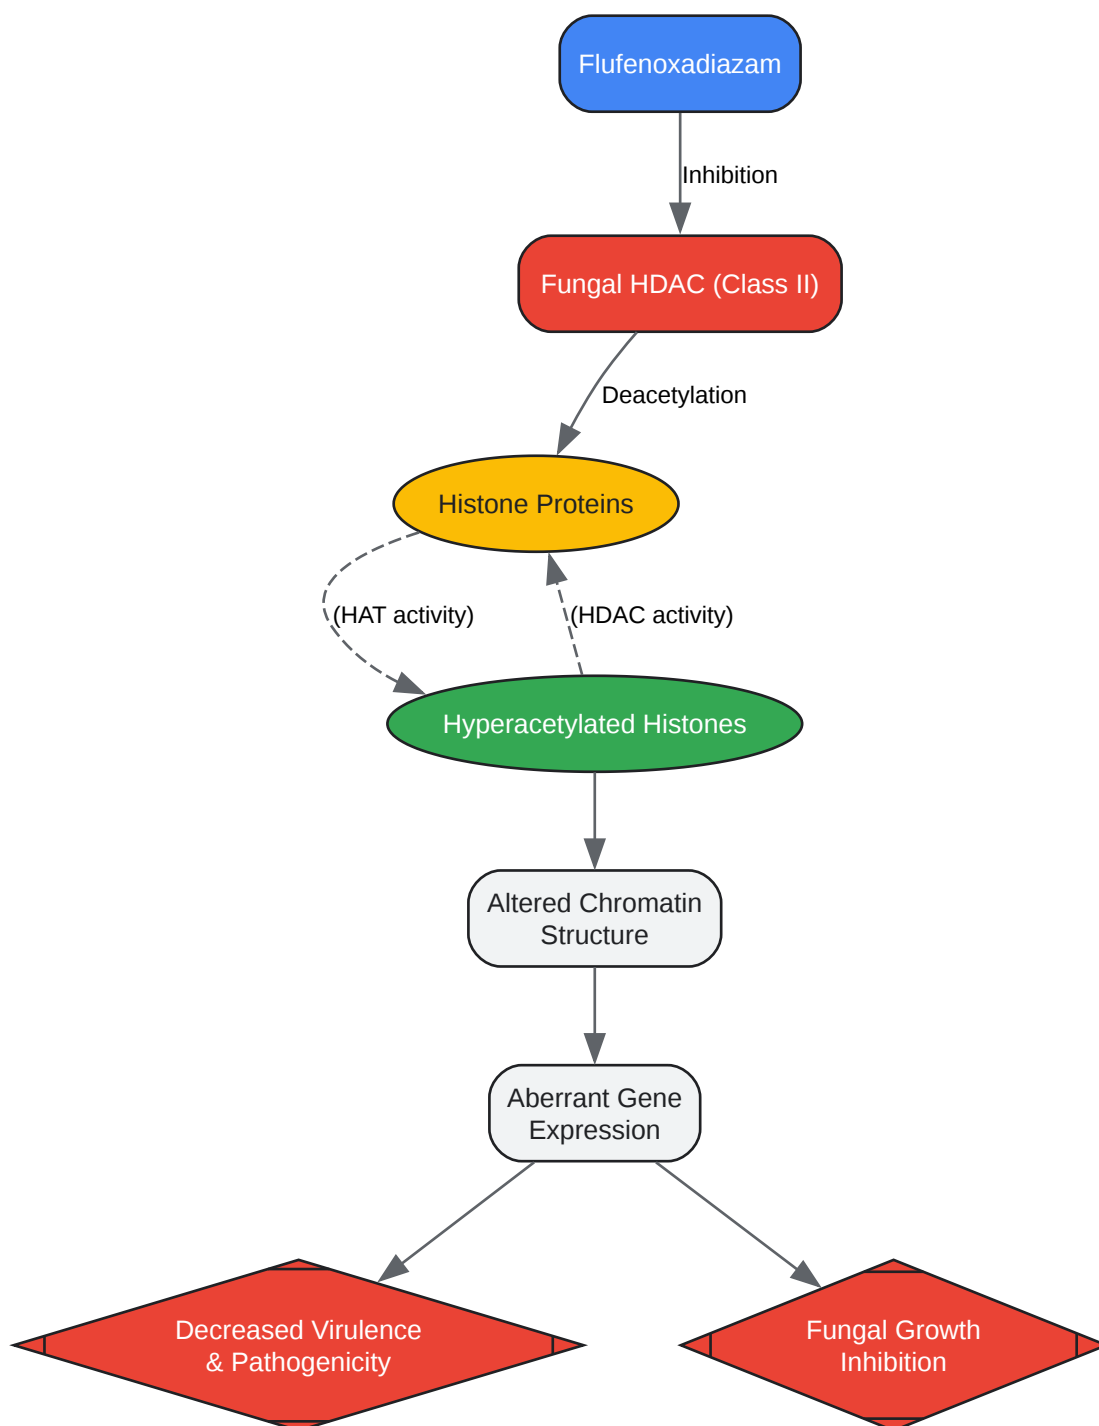 Flufenoxadiazam
Inhibition
Fungal HDAC (Class II)
Deacetylation
Histone Proteins
(HAT activity)
(HDAC activity)
Hyperacetylated Histones
Altered Chromatin
Structure
Aberrant Gene
Expression
Decreased Virulence
& Pathogenicity
Fungal Growth
Inhibition